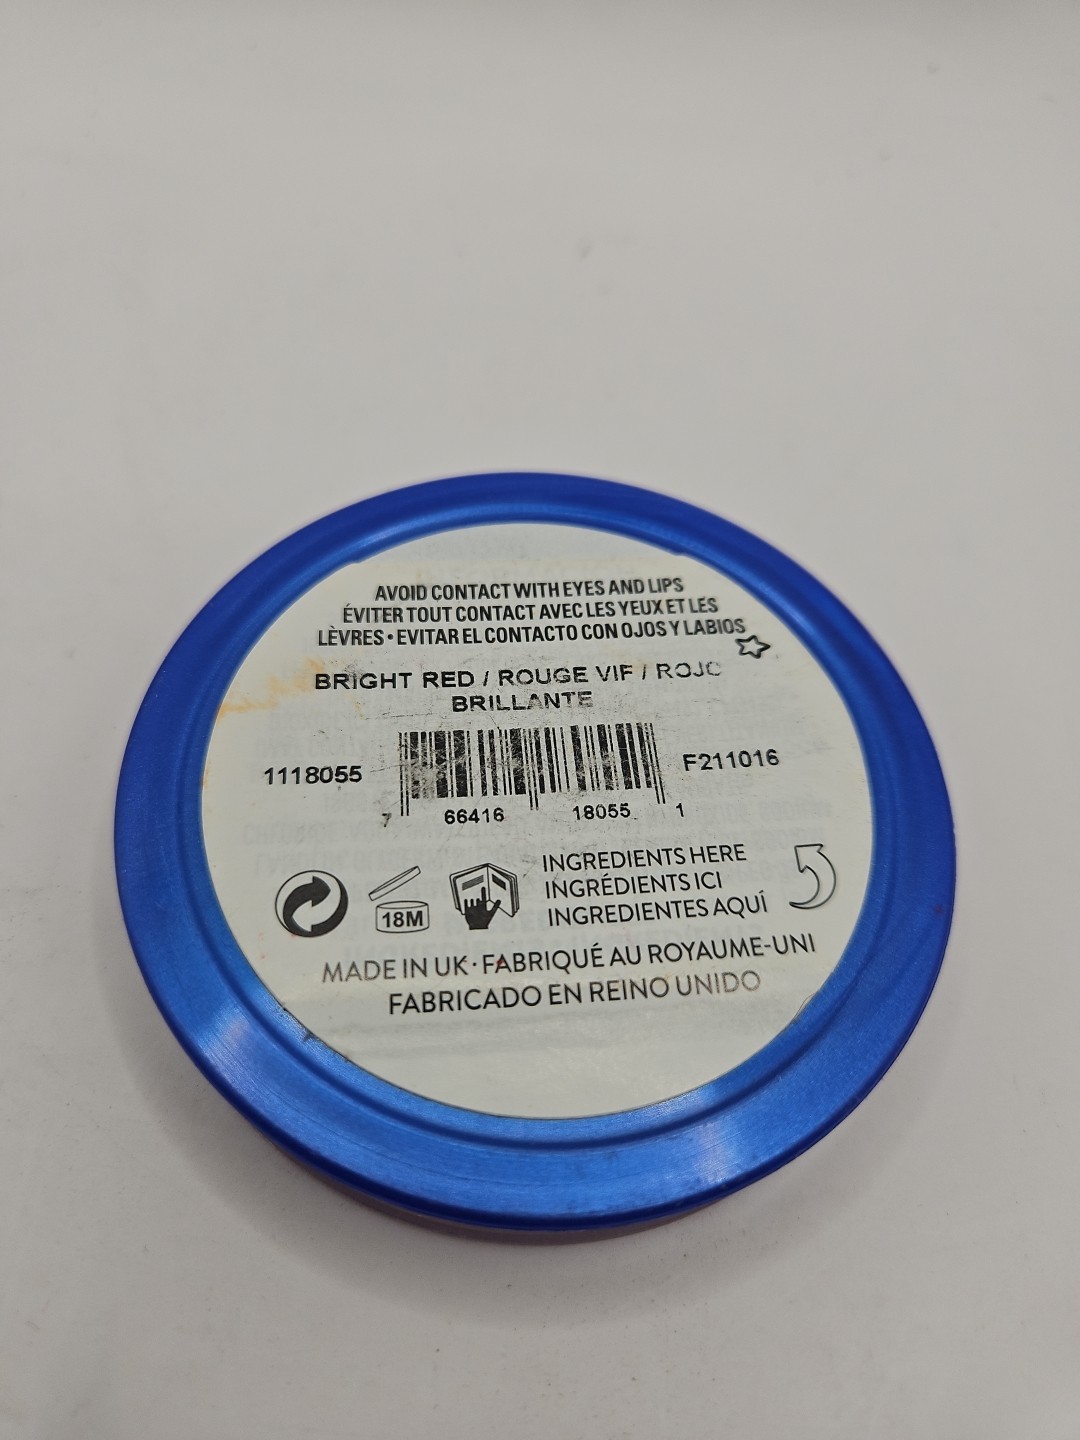 AVOID CONTACT WITH EYES AND LIPS
ÉVITER TOUT CONTACT AVEC LES YEUX ET LES
LÈVRES • EVITAR EL CONTACTO CON OJOS Y LABIOS
BRIGHT RED / ROUGE VIF / ROJO
BRILLANTE
1118055
F211016
7 66416 18055 1
18M
INGREDIENTS HERE
INGRÉDIENTS ICI
INGREDIENTES AQUÍ
MADE IN UK · FABRIQUÉ AU ROYAUME-UNI
FABRICADO EN REINO UNIDO